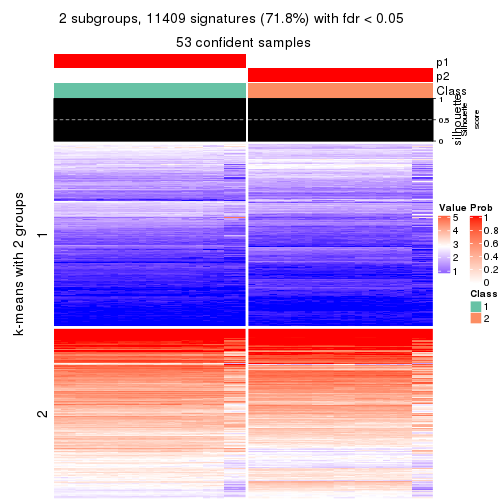 2 subgroups, 11409 signatures (71.8%) with fdr < 0.05
53 confident samples
p1
p2
Class
1
0.5
0
silhouette
Silhouette
score
k-means with 2 groups
1
2
Value
5
4
3
2
1
Prob
1
0.8
0.6
0.4
0.2
0
Class
1
2